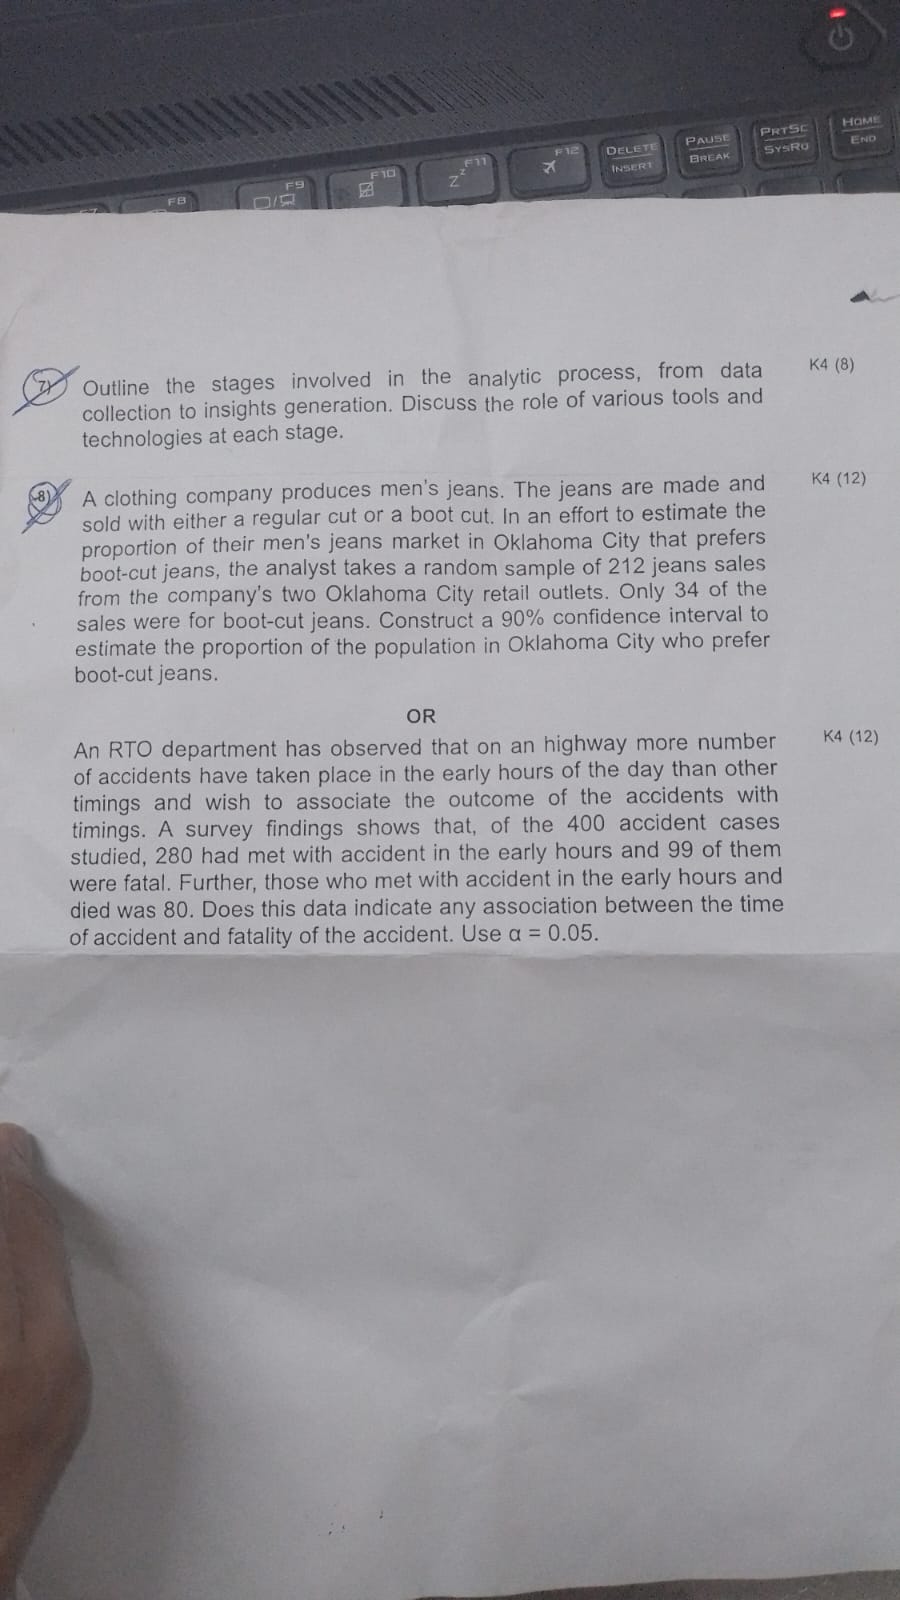 HOME
END
PRTSC
SYSRQ
PAUSE
BREAK
DELETE
INSERT
F12
F11
Zz
F10
F9
F8
7) Outline the stages involved in the analytic process, from data K4 (8)
collection to insights generation. Discuss the role of various tools and
technologies at each stage.
8) A clothing company produces men's jeans. The jeans are made and K4 (12)
sold with either a regular cut or a boot cut. In an effort to estimate the
proportion of their men's jeans market in Oklahoma City that prefers
boot-cut jeans, the analyst takes a random sample of 212 jeans sales
from the company's two Oklahoma City retail outlets. Only 34 of the
sales were for boot-cut jeans. Construct a 90% confidence interval to
estimate the proportion of the population in Oklahoma City who prefer
boot-cut jeans.
OR
An RTO department has observed that on an highway more number K4 (12)
of accidents have taken place in the early hours of the day than other
timings and wish to associate the outcome of the accidents with
timings. A survey findings shows that, of the 400 accident cases
studied, 280 had met with accident in the early hours and 99 of them
were fatal. Further, those who met with accident in the early hours and
died was 80. Does this data indicate any association between the time
of accident and fatality of the accident. Use α = 0.05.